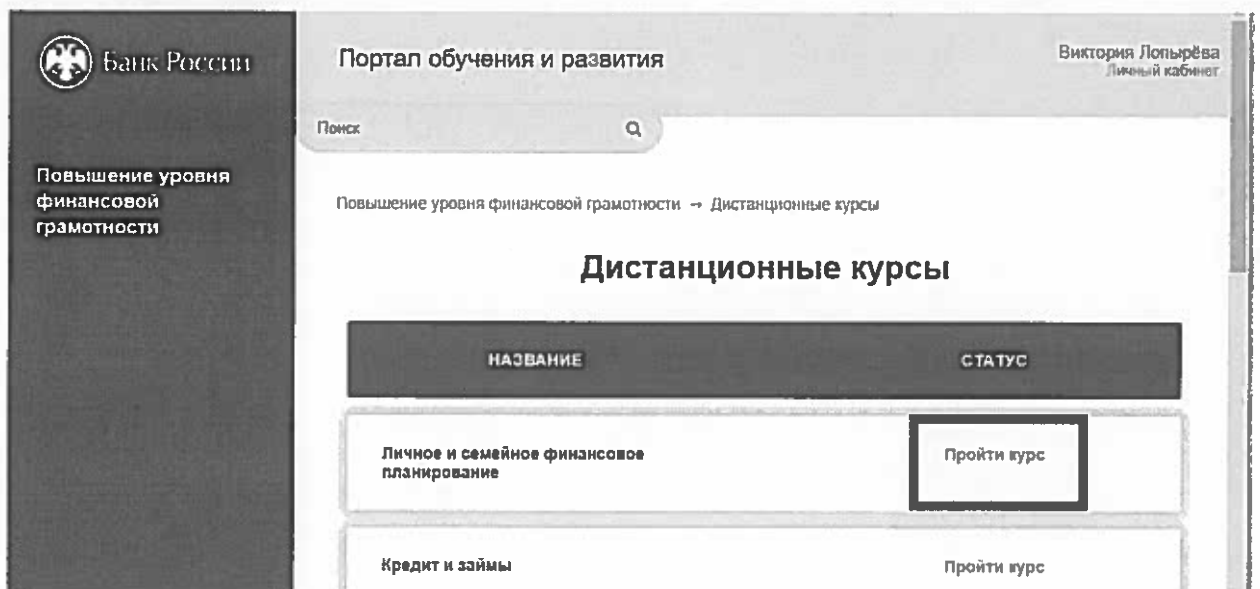 Банк России
Портал обучения и развития
Виктория Лопырёва
Личный кабинет
Поиск
Повышение уровня
финансовой
грамотности
Повышение уровня финансовой грамотности → Дистанционные курсы
Дистанционные курсы
НАЗВАНИЕ
СТАТУС
Личное и семейное финансовое
планирование
Пройти курс
Кредит и займы
Пройти курс